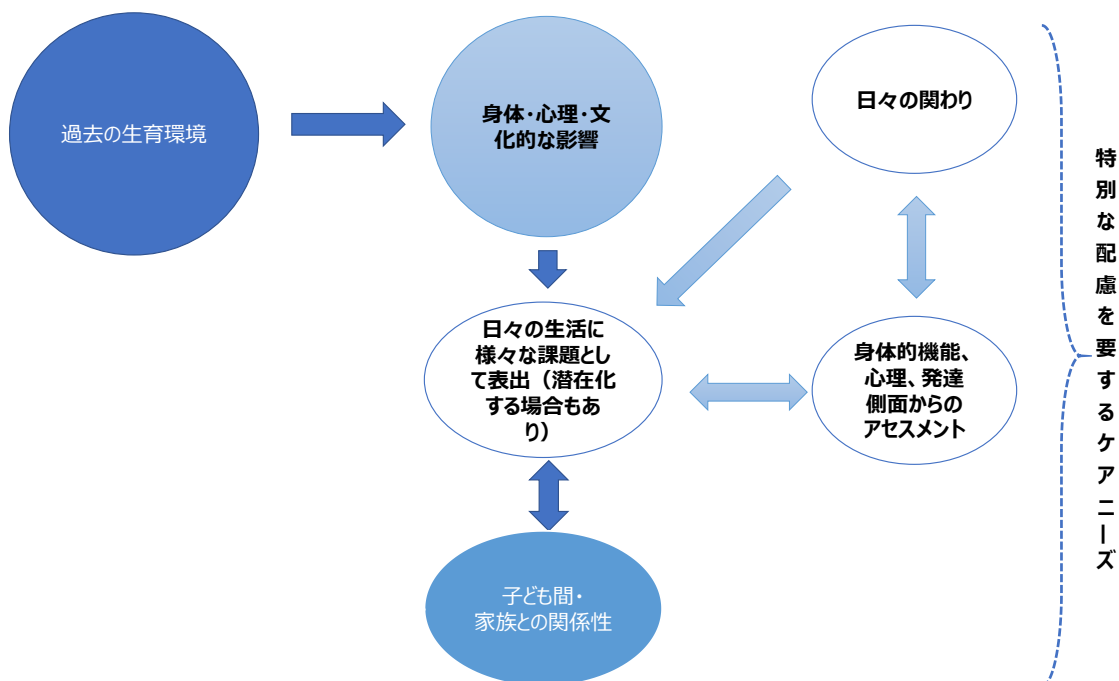 過去の生育環境
身体・心理・文
化的な影響
日々の関わり
日々の生活に
様々な課題とし
て表出（潜在化
する場合もあ
り）
身体的機能、
心理、発達
側面からの
アセスメント
子ども間・
家族との関係性
特別な配慮を要するケアニーズ